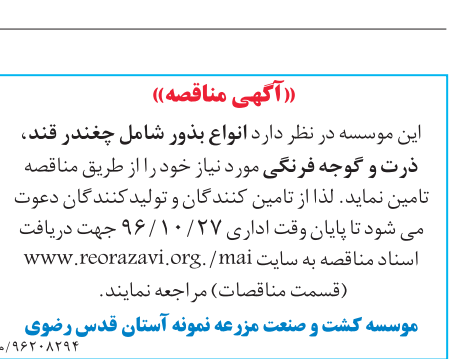 «آگهی مناقصه»
این موسسه در نظر دارد انواع بذور شامل چغندر قند،
ذرت و گوجه فرنگی مورد نیاز خود را از طریق مناقصه
تامین نماید. لذا از تامین کنندگان و تولیدکنندگان دعوت
می شود تا پایان وقت اداری ۹۶/۱۰/۲۷ جهت دریافت
اسناد مناقصه به سایت www.reorazavi.org./mai
(قسمت مناقصات) مراجعه نمایند.
موسسه کشت و صنعت مزرعه نمونه آستان قدس رضوی
۹۶۲۰۸۲۹۴/م